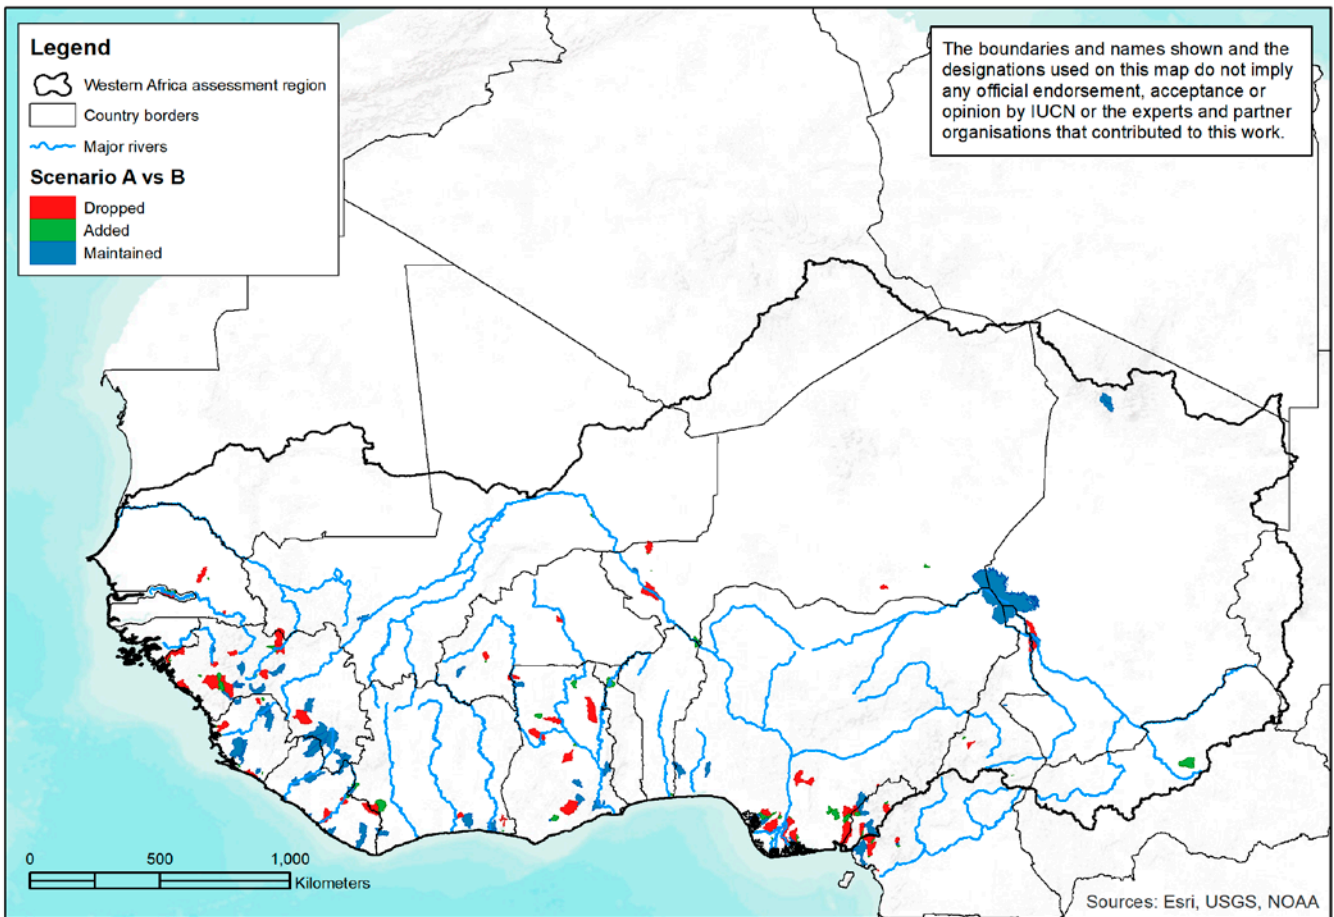 Legend
Western Africa assessment region
Country borders
Major rivers
Scenario A vs B
Dropped
Added
Maintained
The boundaries and names shown and the
designations used on this map do not imply
any official endorsement, acceptance or
opinion by IUCN or the experts and partner
organisations that contributed to this work.
0 500 1,000
Kilometers
Sources: Esri, USGS, NOAA